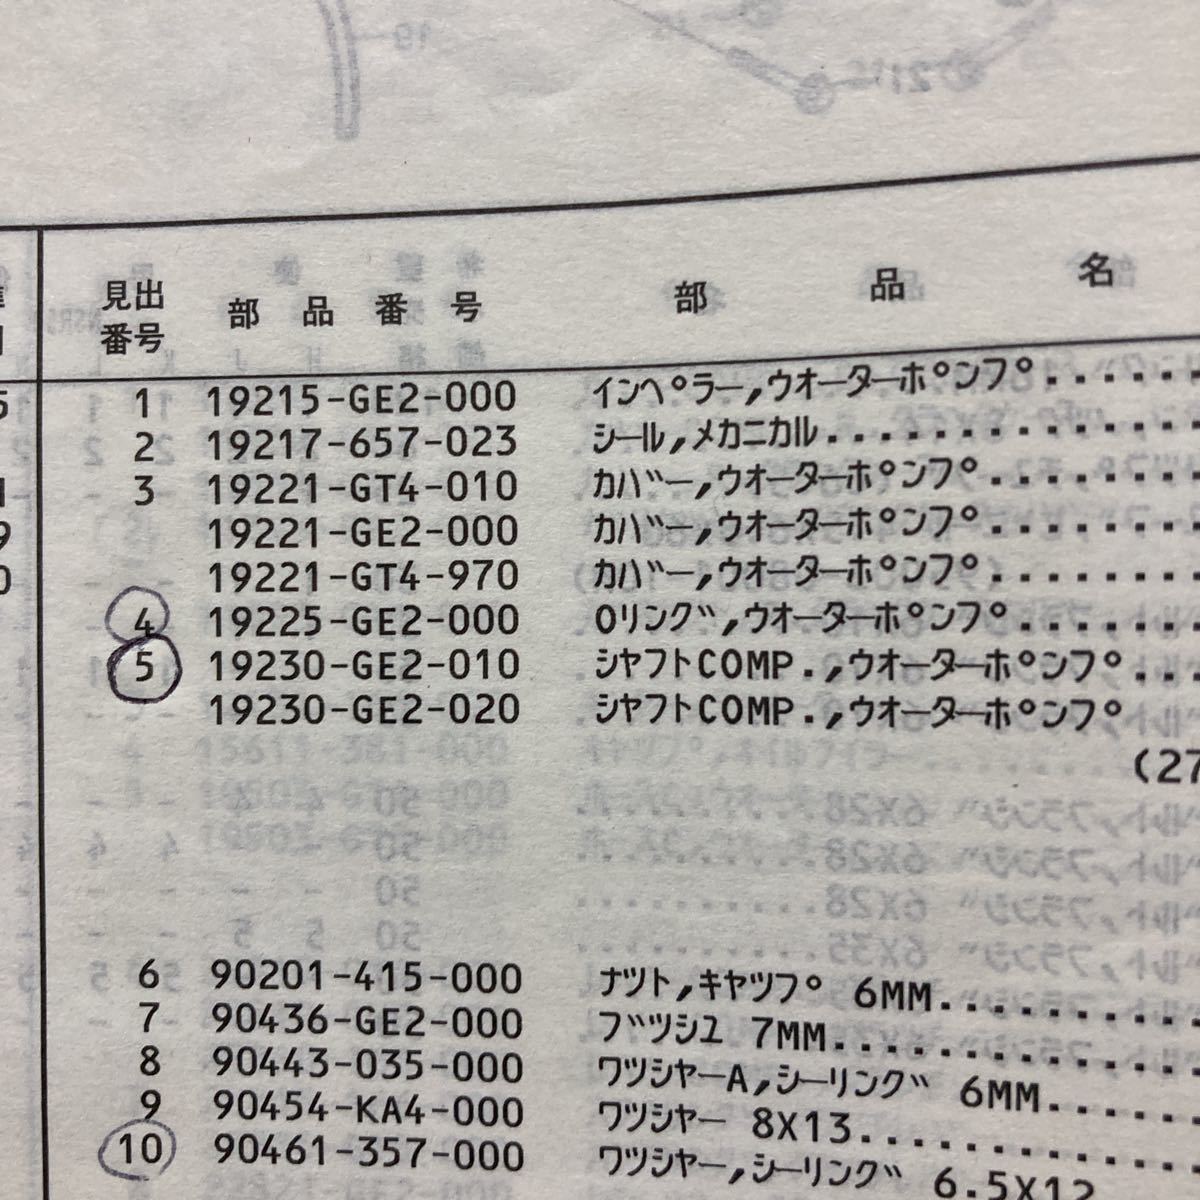 見出番号 部品番号 部品名
1 19215-GE2-000 インペラー,ウオーターポンプ......
2 19217-657-023 シール,メカニカル..............
3 19221-GT4-010 カバー,ウオーターポンプ........
19221-GE2-000 カバー,ウオーターポンプ........
19221-GT4-970 カバー,ウオーターポンプ........
4 19225-GE2-000 Oリング,ウオーターポンプ.......
5 19230-GE2-010 シヤフトCOMP.,ウオーターポンプ...
19230-GE2-020 シヤフトCOMP.,ウオーターポンプ
(27
6 90201-415-000 ナツト,キヤツプ 6MM..........
7 90436-GE2-000 ブツシユ 7MM..............
8 90443-035-000 ワツシヤーA,シーリング 6MM......
9 90454-KA4-000 ワツシヤー 8X13.............
10 90461-357-000 ワツシヤー,シーリング 6.5X12